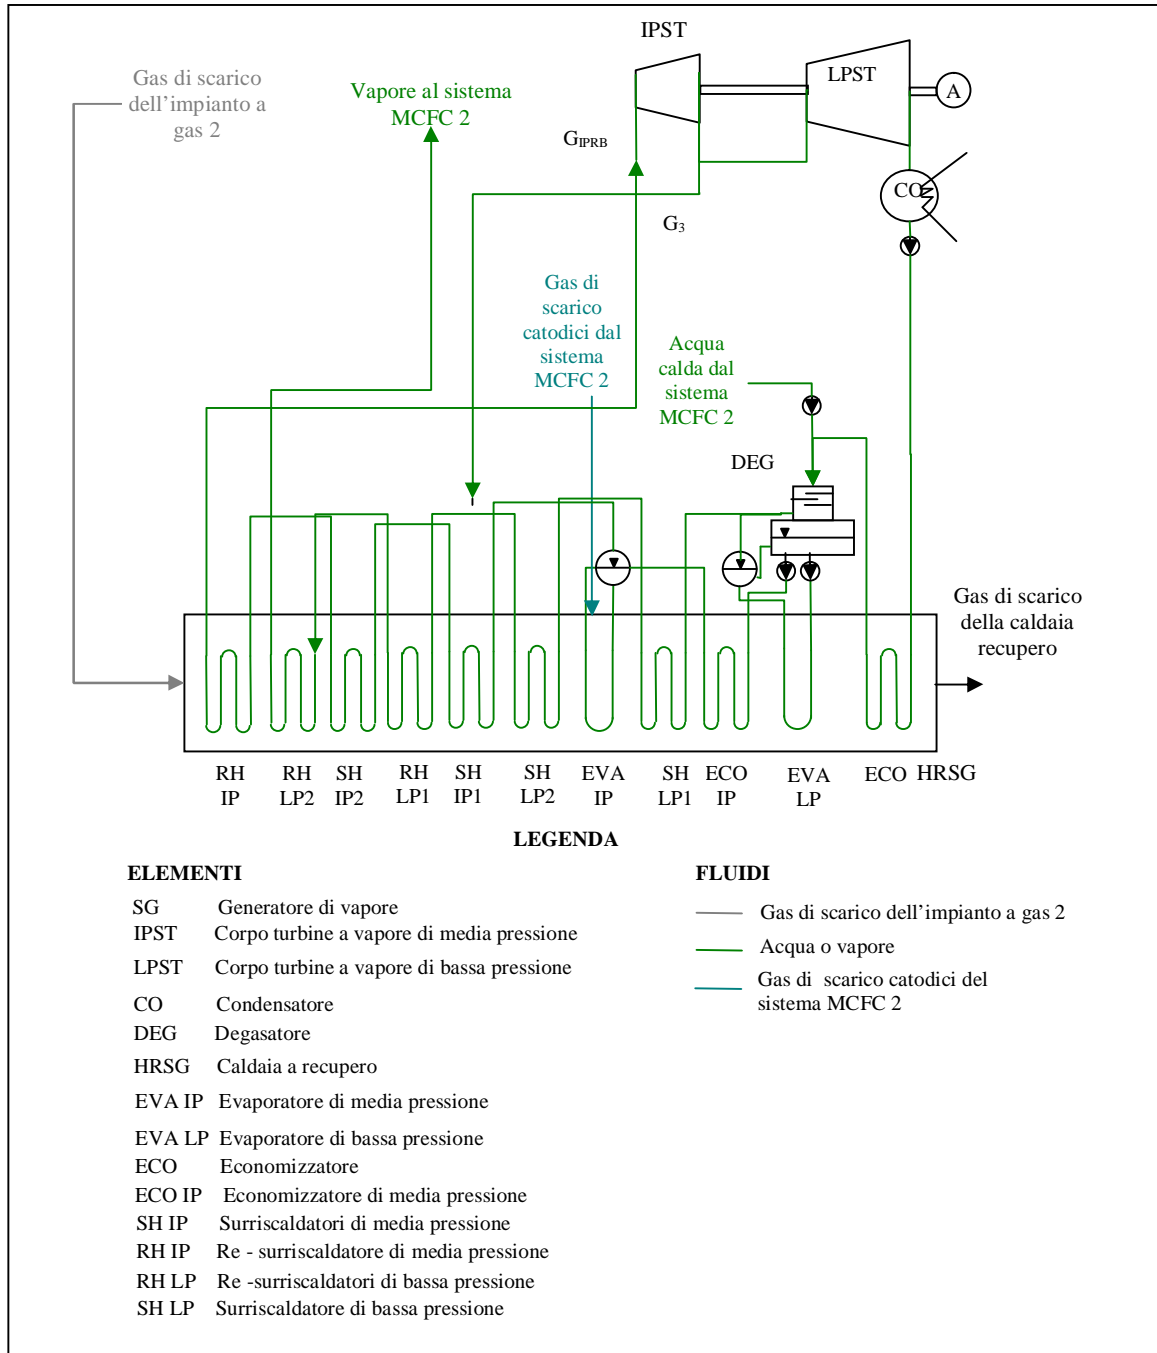 IPST
LPST
A
Gas di scarico
dell'impianto a
gas 2
Vapore al sistema
MCFC 2
GIPRB
CO
G3
Gas di
scarico
catodici dal
sistema
MCFC 2
Acqua
calda dal
sistema
MCFC 2
DEG
Gas di scarico
della caldaia
recupero
RH
IP
RH
LP2
SH
IP2
RH
LP1
SH
IP1
SH
LP2
EVA
IP
SH
LP1
ECO
IP
EVA
LP
ECO
HRSG
LEGENDA
ELEMENTI
SG Generatore di vapore
IPST Corpo turbine a vapore di media pressione
LPST Corpo turbine a vapore di bassa pressione
CO Condensatore
DEG Degasatore
HRSG Caldaia a recupero
EVA IP Evaporatore di media pressione
EVA LP Evaporatore di bassa pressione
ECO Economizzatore
ECO IP Economizzatore di media pressione
SH IP Surriscaldatori di media pressione
RH IP Re - surriscaldatore di media pressione
RH LP Re -surriscaldatori di bassa pressione
SH LP Surriscaldatore di bassa pressione
FLUIDI
Gas di scarico dell'impianto a gas 2
Acqua o vapore
Gas di scarico catodici del
sistema MCFC 2